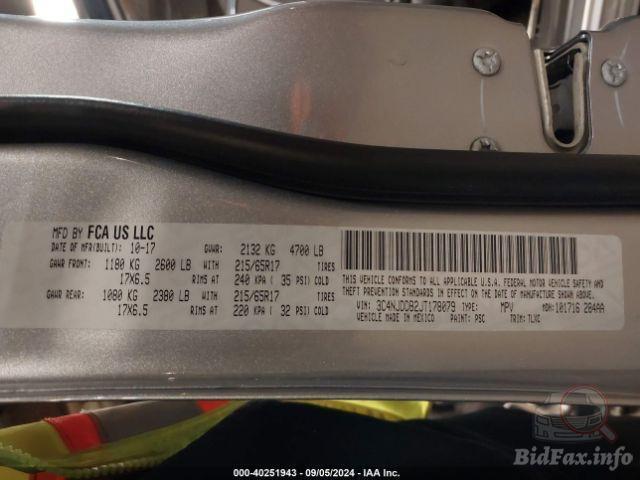 MFD BY FCA US LLC
DATE OF MFR(BUILT): 10-17 GVWR: 2132 KG 4700 LB
GAWR FRONT: 1180 KG 2600 LB WITH 215/65R17 TIRES
17X6.5 RIMS AT 240 KPA ( 35 PSI) COLD
GAWR REAR: 1080 KG 2380 LB WITH 215/65R17 TIRES
17X6.5 RIMS AT 220 KPA ( 32 PSI) COLD
THIS VEHICLE CONFORMS TO ALL APPLICABLE U.S.A. FEDERAL MOTOR VEHICLE SAFETY AND
THEFT PREVENTION STANDARDS IN EFFECT ON THE DATE OF MANUFACTURE SHOWN ABOVE.
VIN: 3C4NJDCB2JT178079 TYPE: MPV MDH:101716 284AA
VEHICLE MADE IN MEXICO PAINT: PSC TRIM: TLXC
BidFax.info
000-40251943 - 09/05/2024 - IAA Inc.